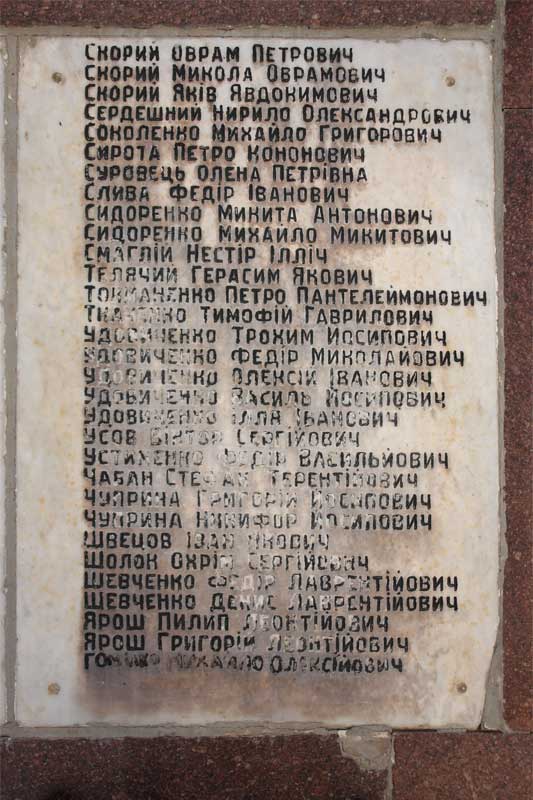 Скорий Оврам Петрович
Скорий Микола Оврамович
Скорий Яків Явдокимович
Сердешний Кирило Олександрович
Соколенко Михайло Григорович
Сирота Петро Кононович
Суровець Олена Петрівна
Слива Федір Іванович
Сидоренко Микита Антонович
Сидоренко Михайло Микитович
Смаглій Нестір Ілліч
Телячий Герасим Якович
Токманенко Петро Пантелеймонович
Ткаченко Тимофій Гаврилович
Удовиченко Трохим Йосипович
Удовиченко Федір Миколайович
Удовиченко Олексій Іванович
Удовиченко Василь Йосипович
Удовиченко Ілля Іванович
Усов Віктор Сергійович
Устименко Федір Васильйович
Чабан Стефан Терентійович
Чуприна Григорій Йосипович
Чуприна Никифор Йосипович
Швецов Іван Якович
Шолок Охрім Сергійович
Шевченко Федір Лаврентійович
Шевченко Денис Лаврентійович
Ярош Пилип Леонтійович
Ярош Григорій Леонтійович
Михайло Олексійович